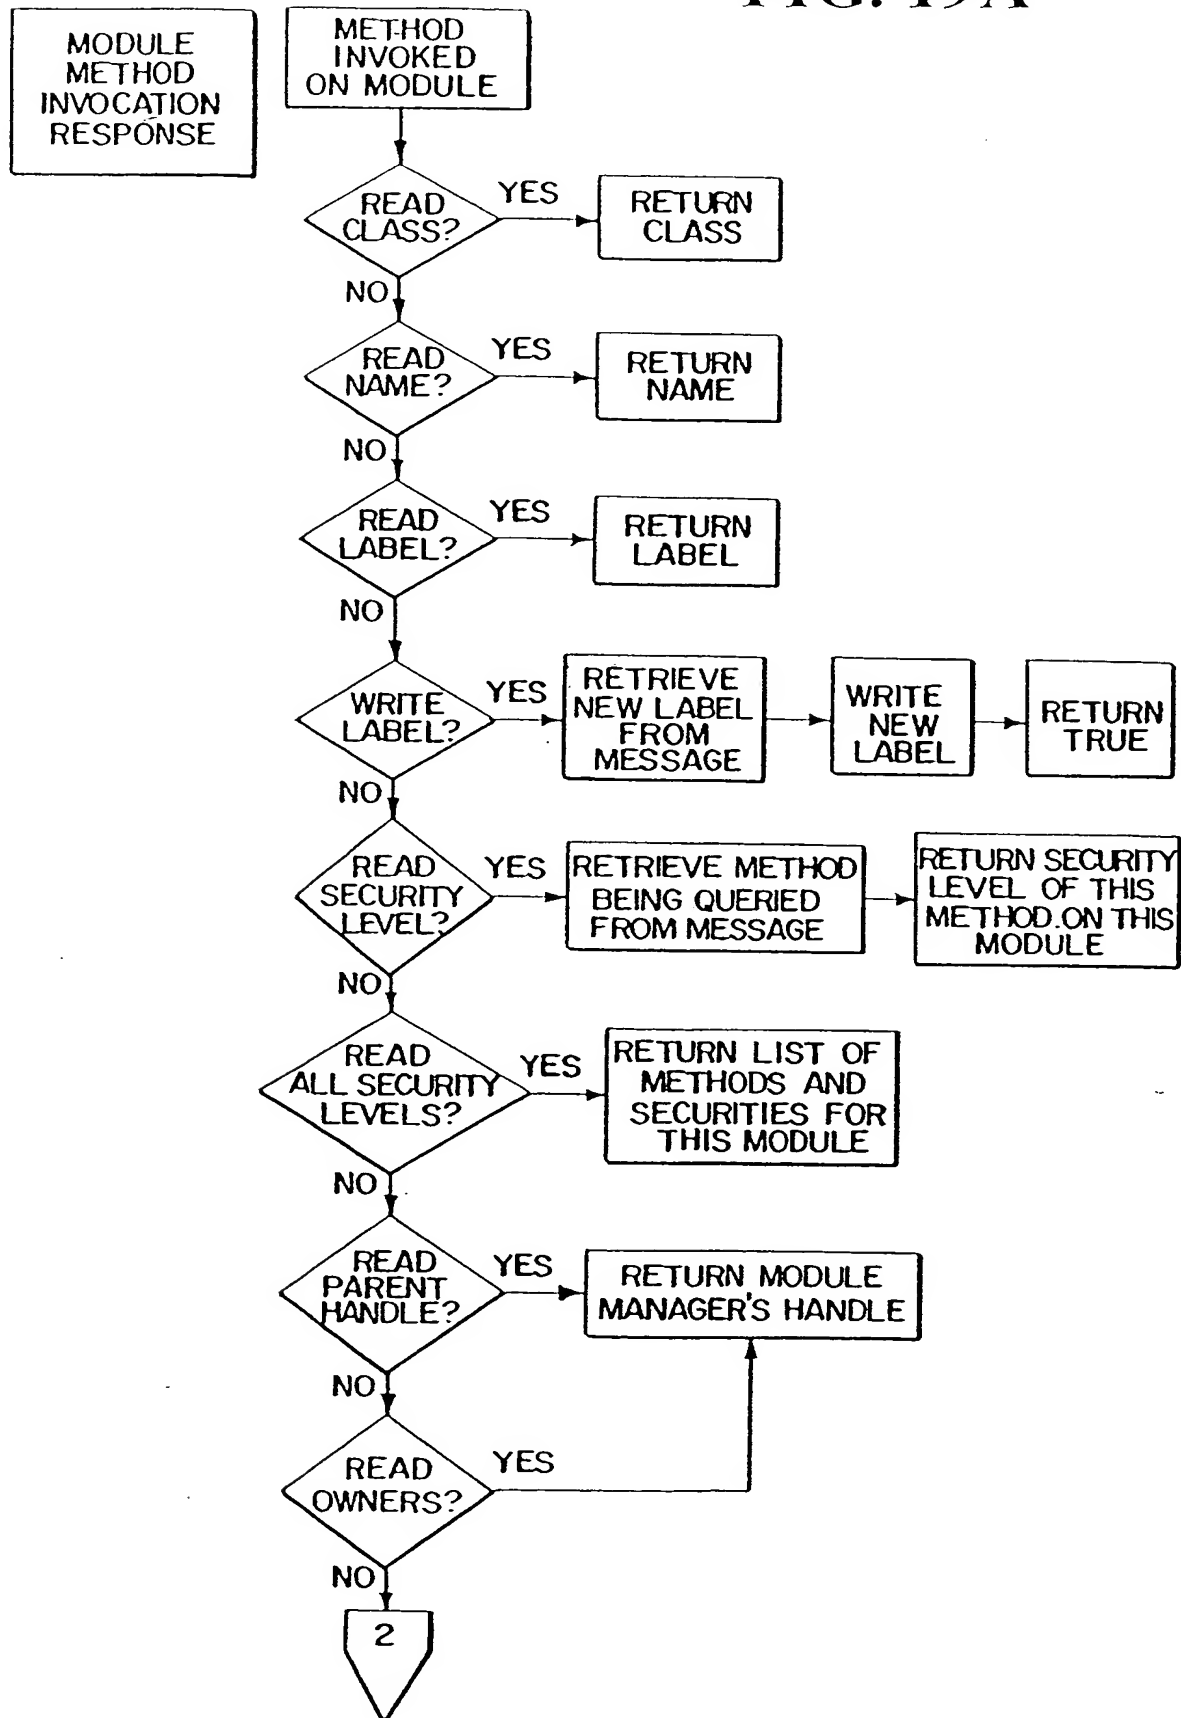 FIG. 19A
MODULE
METHOD
INVOCATION
RESPONSE
METHOD
INVOKED
ON MODULE
READ
CLASS?
YES
RETURN
CLASS
NO
READ
NAME?
YES
RETURN
NAME
NO
READ
LABEL?
YES
RETURN
LABEL
NO
WRITE
LABEL?
YES
RETRIEVE
NEW LABEL
FROM
MESSAGE
WRITE
NEW
LABEL
RETURN
TRUE
NO
READ
SECURITY
LEVEL?
YES
RETRIEVE METHOD
BEING QUERIED
FROM MESSAGE
RETURN SECURITY
LEVEL OF THIS
METHOD.ON THIS
MODULE
NO
READ
ALL SECURITY
LEVELS?
YES
RETURN LIST OF
METHODS AND
SECURITIES FOR
THIS MODULE
NO
READ
PARENT
HANDLE?
YES
RETURN MODULE
MANAGER'S HANDLE
NO
READ
OWNERS?
YES
NO
2